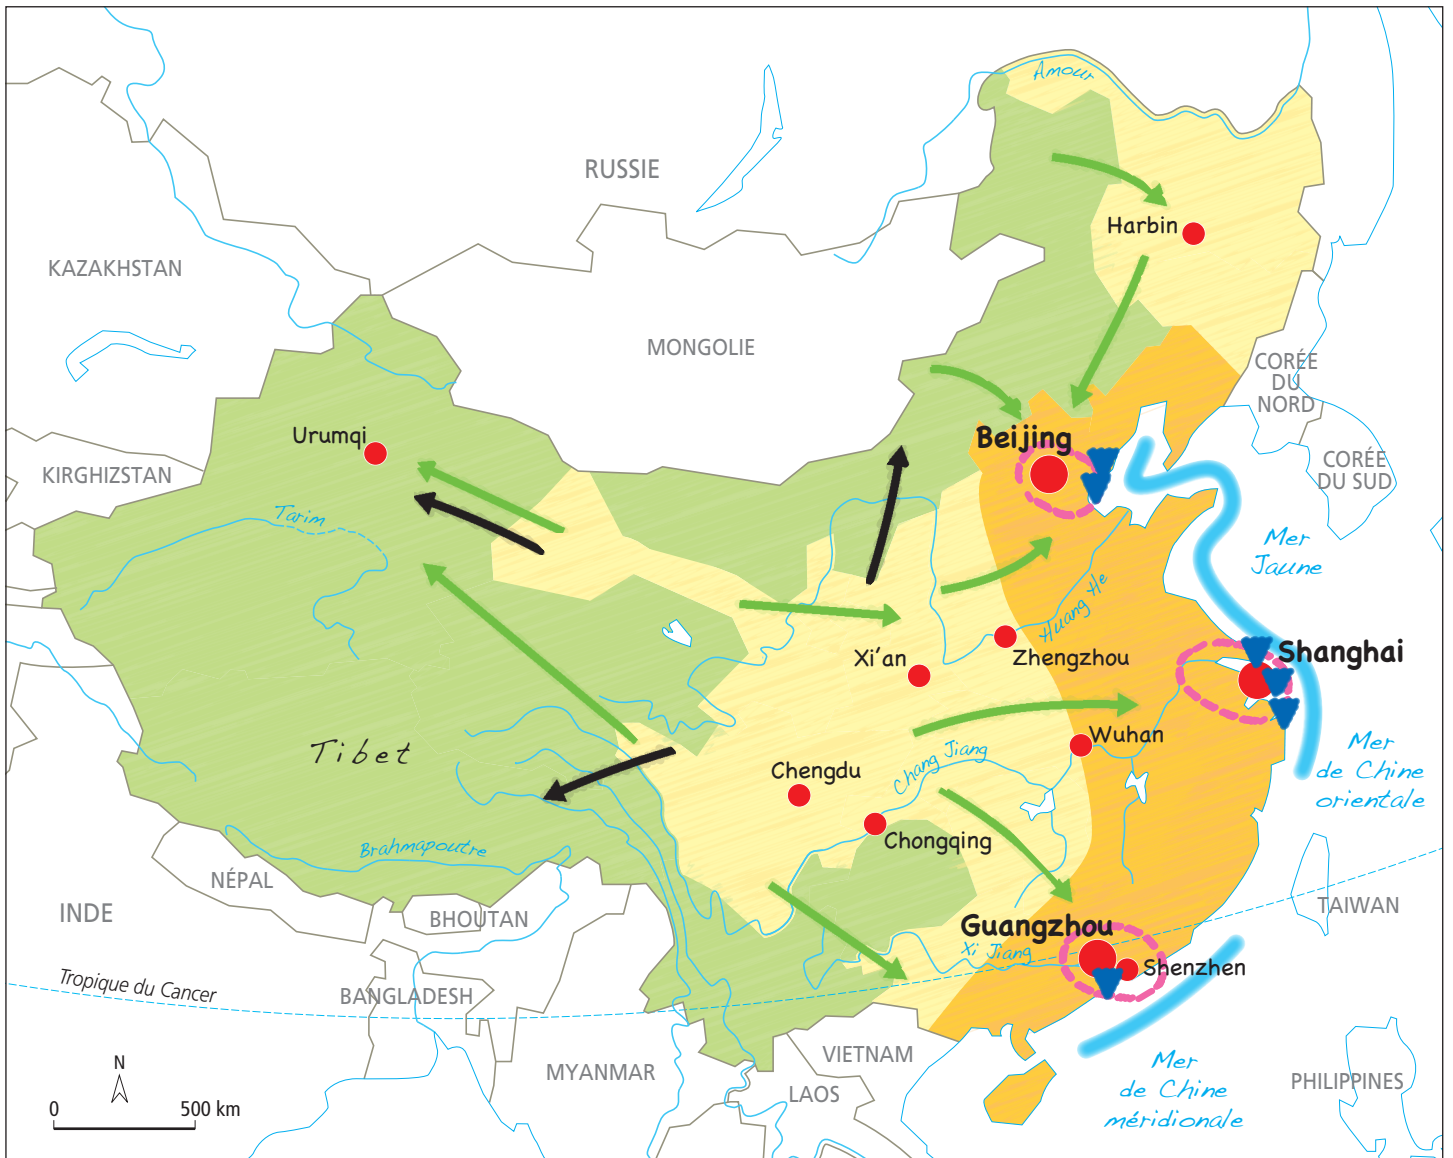 Amour
RUSSIE
Harbin
KAZAKHSTAN
MONGOLIE
CORÉE
DU
NORD
Urumqi
Beijing
KIRGHIZSTAN
CORÉE
DU SUD
Tarim
Mer
Jaune
Huang He
Xi'an
Zhengzhou
Shanghai
Tibet
Wuhan
Chang Jiang
Mer
de Chine
orientale
Chengdu
Chongqing
Brahmapoutre
NÉPAL
INDE
BHOUTAN
TAIWAN
Guangzhou
Xi Jiang
Shenzhen
Tropique du Cancer
BANGLADESH
VIETNAM
MYANMAR
LAOS
Mer
de Chine
méridionale
PHILIPPINES
N
0 500 km